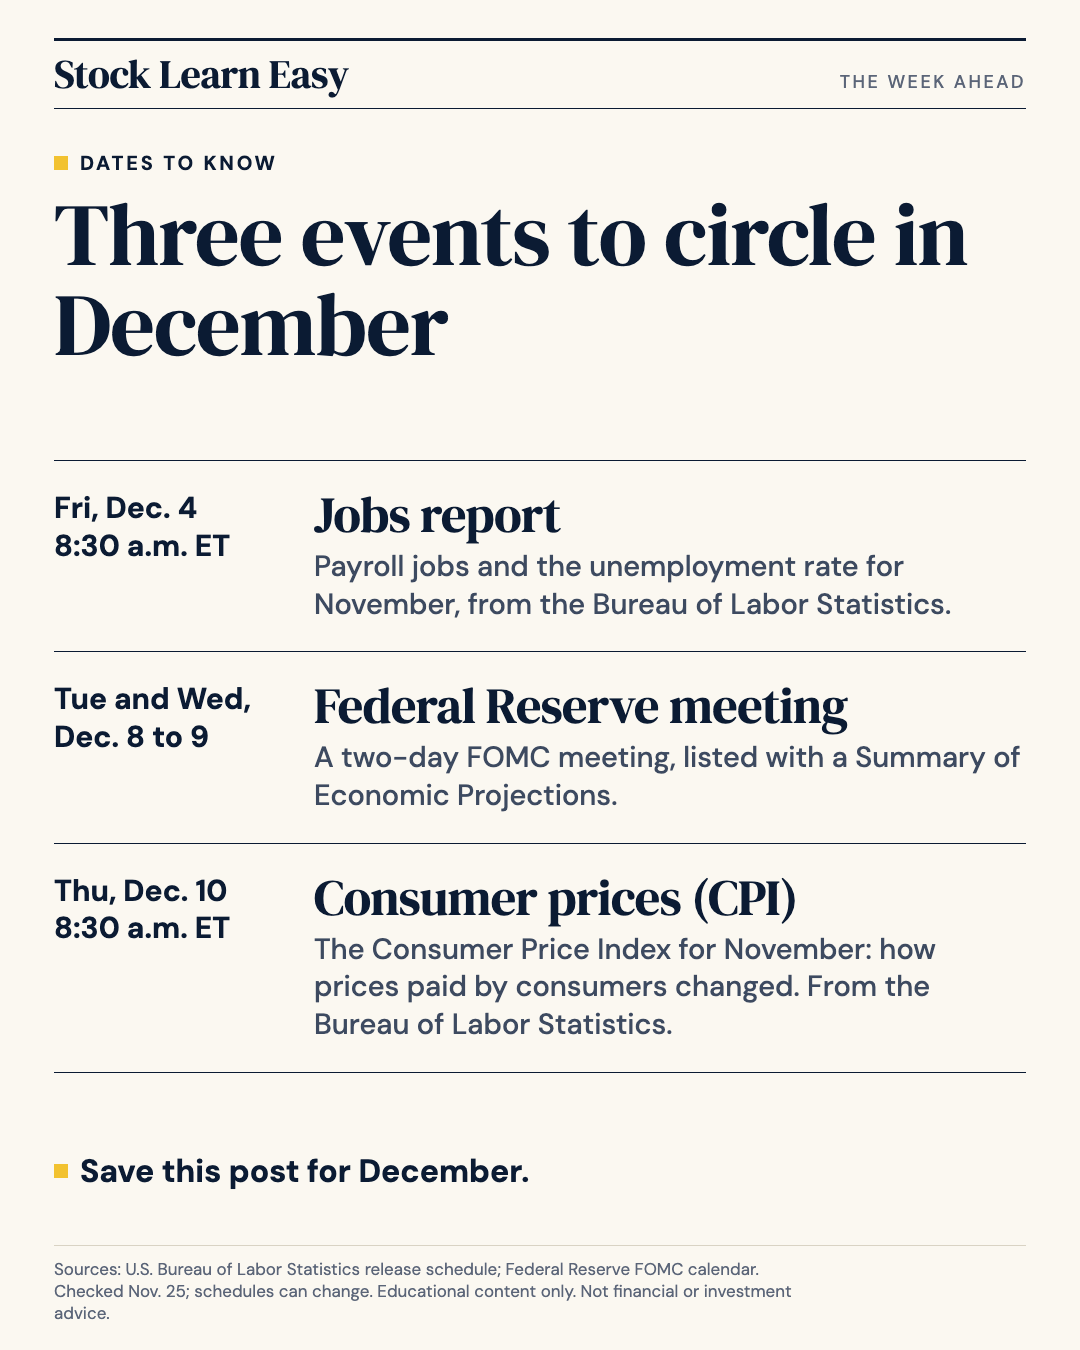 Stock Learn Easy
THE WEEK AHEAD
DATES TO KNOW
Three events to circle in
December
Fri, Dec. 4
8:30 a.m. ET
Jobs report
Payroll jobs and the unemployment rate for
November, from the Bureau of Labor Statistics.
Tue and Wed,
Dec. 8 to 9
Federal Reserve meeting
A two-day FOMC meeting, listed with a Summary of
Economic Projections.
Thu, Dec. 10
8:30 a.m. ET
Consumer prices (CPI)
The Consumer Price Index for November: how
prices paid by consumers changed. From the
Bureau of Labor Statistics.
Save this post for December.
Sources: U.S. Bureau of Labor Statistics release schedule; Federal Reserve FOMC calendar.
Checked Nov. 25; schedules can change. Educational content only. Not financial or investment
advice.